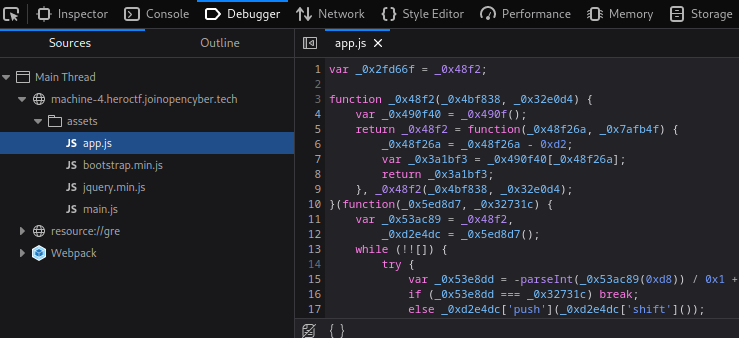 Inspector Console Debugger Network Style Editor Performance Memory Storage
Sources Outline
Main Thread
machine-4.heroctf.joinopencyber.tech
assets
app.js
bootstrap.min.js
jquery.min.js
main.js
resource://gre
Webpack
app.js
1 var _0x2fd66f = _0x48f2;
2
3 function _0x48f2(_0x4bf838, _0x32e0d4) {
4 var _0x490f40 = _0x490f();
5 return _0x48f2 = function(_0x48f26a, _0x7afb4f) {
6 _0x48f26a = _0x48f26a - 0xd2;
7 var _0x3a1bf3 = _0x490f40[_0x48f26a];
8 return _0x3a1bf3;
9 }, _0x48f2(_0x4bf838, _0x32e0d4);
10 }(function(_0x5ed8d7, _0x32731c) {
11 var _0x53ac89 = _0x48f2,
12 _0xd2e4dc = _0x5ed8d7();
13 while (!![]) {
14 try {
15 var _0x53e8dd = -parseInt(_0x53ac89(0xd8)) / 0x1 +
16 if (_0x53e8dd === _0x32731c) break;
17 else _0xd2e4dc['push'](_0xd2e4dc['shift']());
{ }